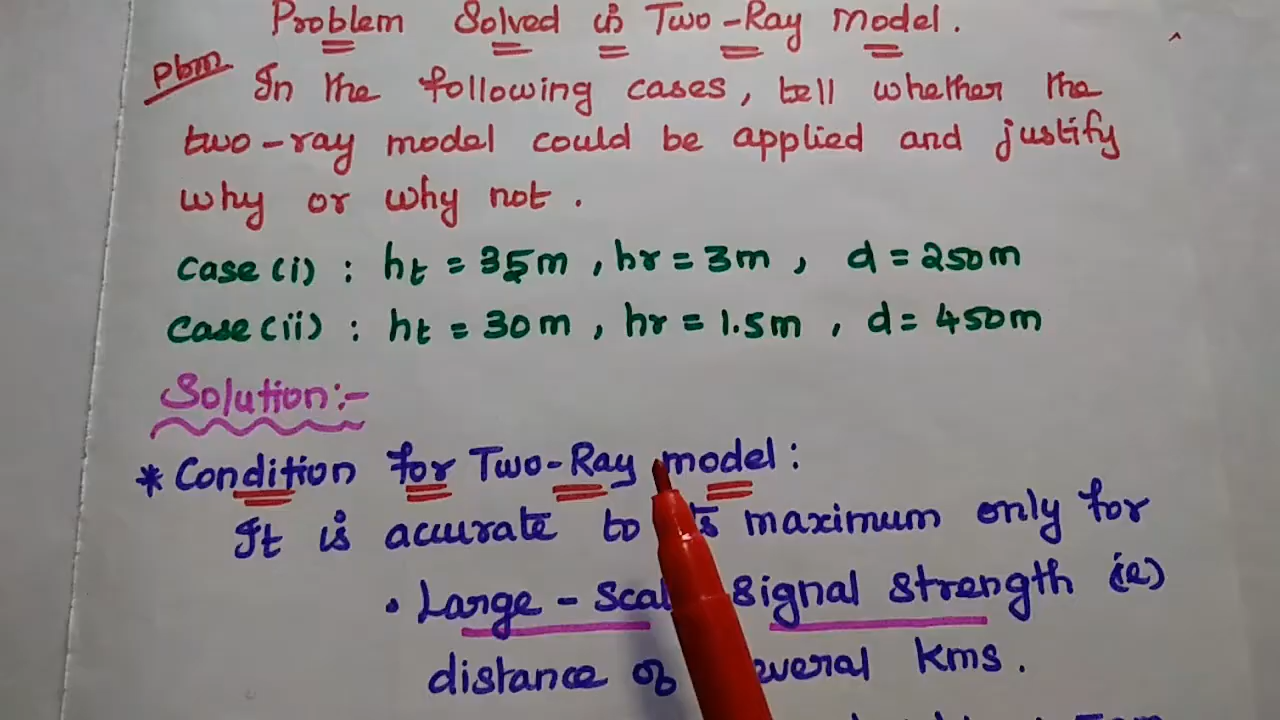 Problem Solved in Two-Ray Model.
Pbm
In the following cases, tell whether the
two-ray model could be applied and justify
why or why not.
Case(i) : ht = 35m, hr = 3m, d = 250m
Case(ii) : ht = 30m, hr = 1.5m, d = 450m
Solution:-
* Condition for Two-Ray model:
It is accurate to its maximum only for
• Large-Scal signal strength (ie)
distance of several kms.